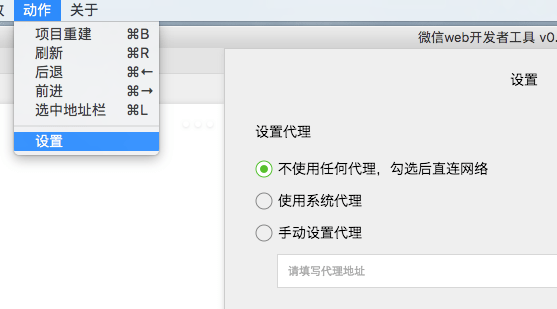 动作 关于
项目重建 ⌘B
刷新 ⌘R
后退 ⌘←
前进 ⌘→
选中地址栏 ⌘L
设置
微信web开发者工具 v0.
设置
设置代理
不使用任何代理，勾选后直连网络
使用系统代理
手动设置代理
请填写代理地址